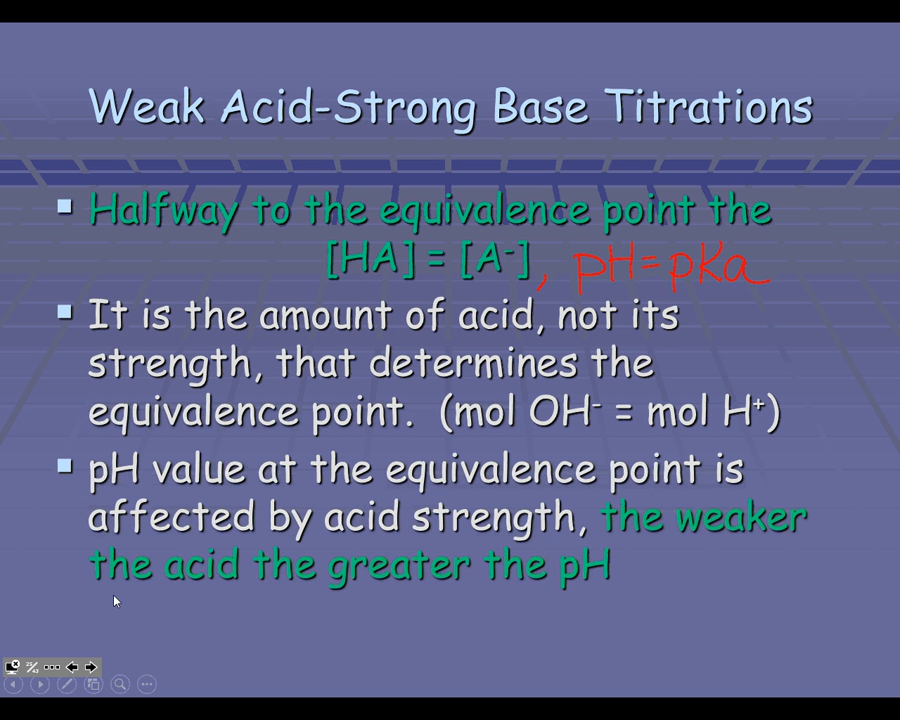 Weak Acid-Strong Base Titrations
Halfway to the equivalence point the
[HA] = [A⁻] , pH=pKa
It is the amount of acid, not its
strength, that determines the
equivalence point. (mol OH⁻ = mol H⁺)
pH value at the equivalence point is
affected by acid strength, the weaker
the acid the greater the pH